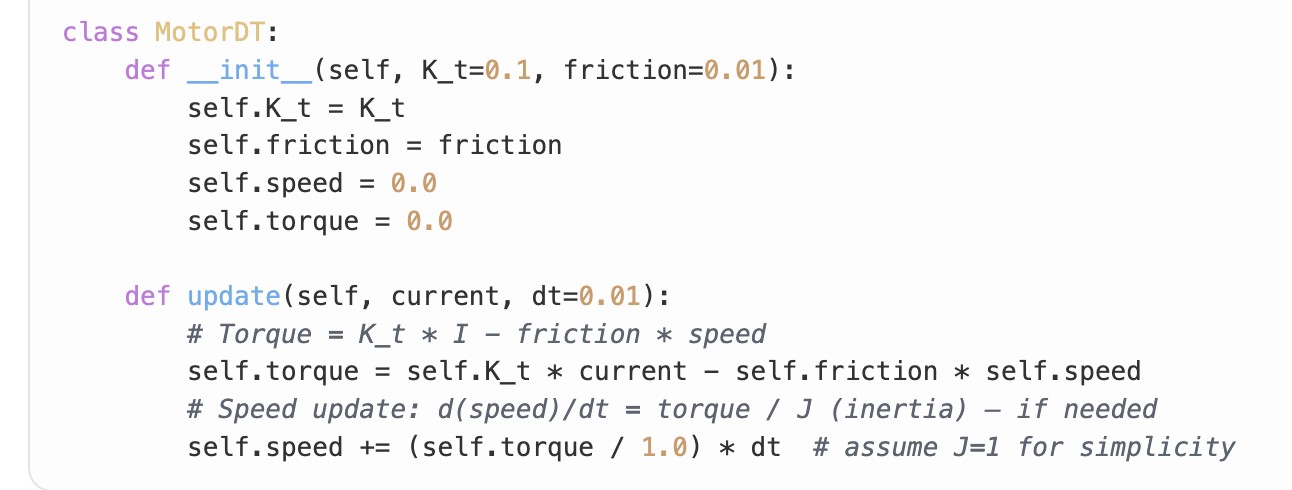 class MotorDT:
    def __init__(self, K_t=0.1, friction=0.01):
        self.K_t = K_t
        self.friction = friction
        self.speed = 0.0
        self.torque = 0.0

    def update(self, current, dt=0.01):
        # Torque = K_t * I − friction * speed
        self.torque = self.K_t * current − self.friction * self.speed
        # Speed update: d(speed)/dt = torque / J (inertia) — if needed
        self.speed += (self.torque / 1.0) * dt  # assume J=1 for simplicity